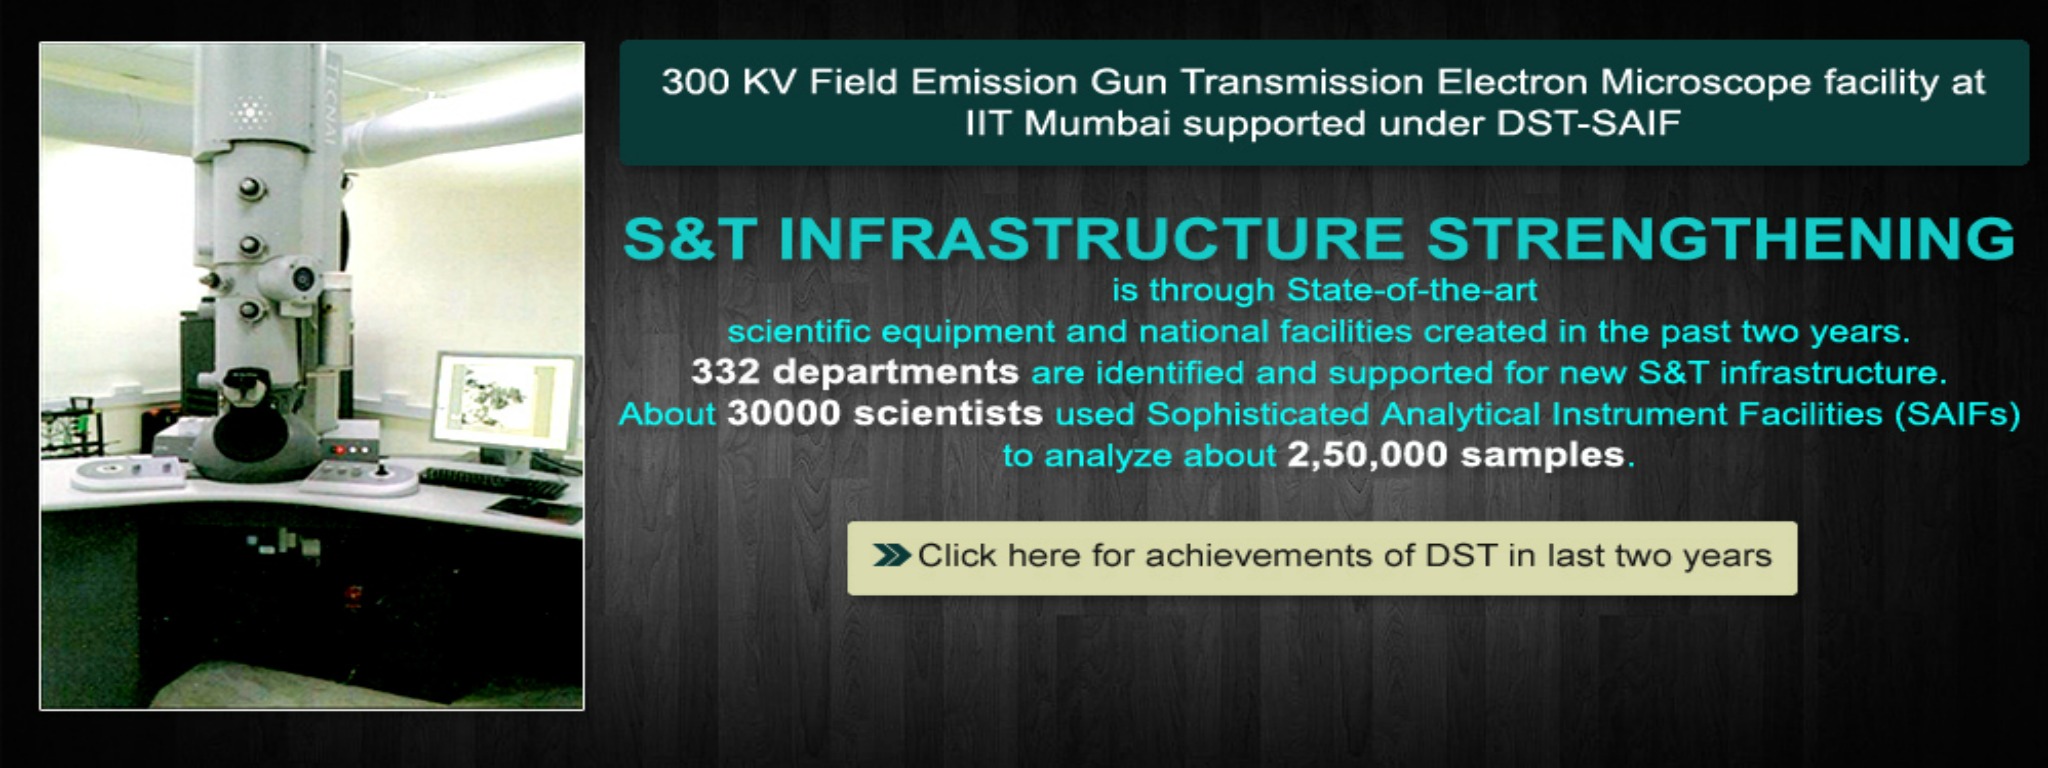 TECNAI
300 KV Field Emission Gun Transmission Electron Microscope facility at
IIT Mumbai supported under DST-SAIF
S&T INFRASTRUCTURE STRENGTHENING
is through State-of-the-art
scientific equipment and national facilities created in the past two years.
332 departments are identified and supported for new S&T infrastructure.
About 30000 scientists used Sophisticated Analytical Instrument Facilities (SAIFs)
to analyze about 2,50,000 samples.
Click here for achievements of DST in last two years